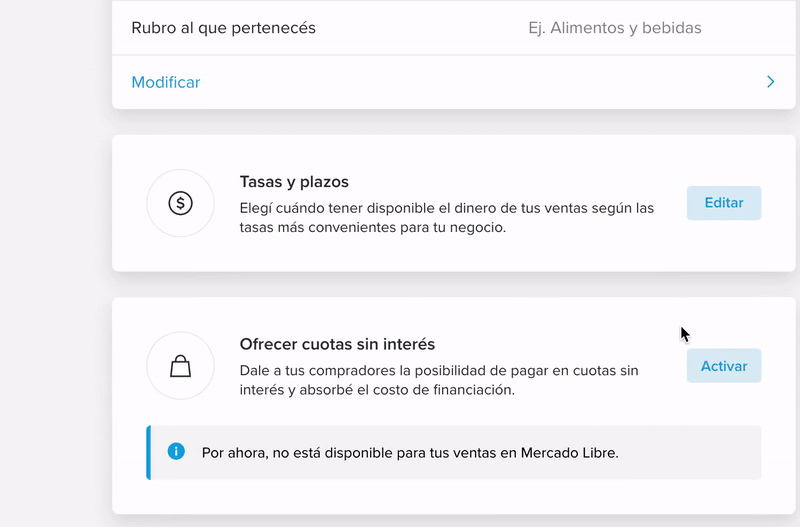 Rubro al que pertenecés
Ej. Alimentos y bebidas
Modificar
Tasas y plazos
Elegí cuándo tener disponible el dinero de tus ventas según las
tasas más convenientes para tu negocio.
Editar
Ofrecer cuotas sin interés
Dale a tus compradores la posibilidad de pagar en cuotas sin
interés y absorbé el costo de financiación.
Activar
Por ahora, no está disponible para tus ventas en Mercado Libre.